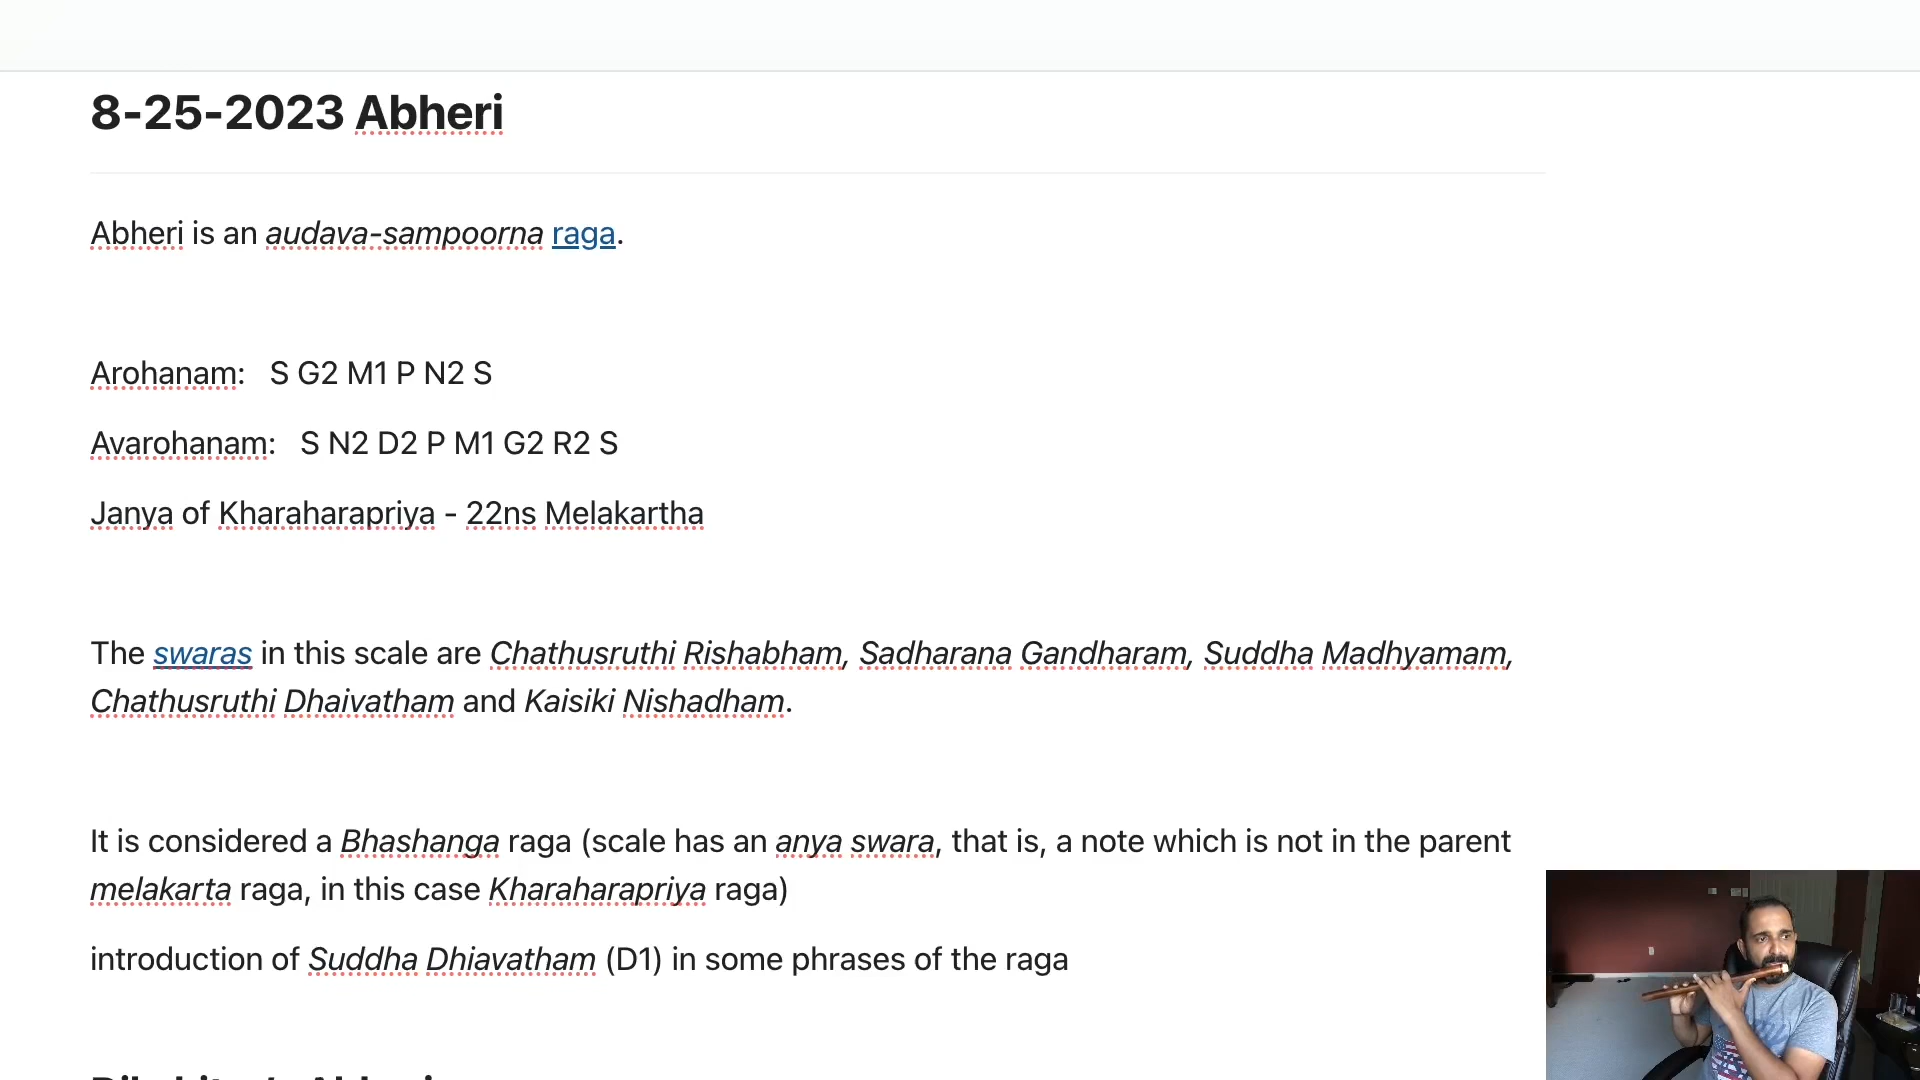 8-25-2023 Abheri
Abheri is an audava-sampoorna raga.
Arohanam: S G2 M1 P N2 S
Avarohanam: S N2 D2 P M1 G2 R2 S
Janya of Kharaharapriya - 22ns Melakartha
The swaras in this scale are Chathusruthi Rishabham, Sadharana Gandharam, Suddha Madhyamam,
Chathusruthi Dhaivatham and Kaisiki Nishadham.
It is considered a Bhashanga raga (scale has an anya swara, that is, a note which is not in the parent
melakarta raga, in this case Kharaharapriya raga)
introduction of Suddha Dhiavatham (D1) in some phrases of the raga